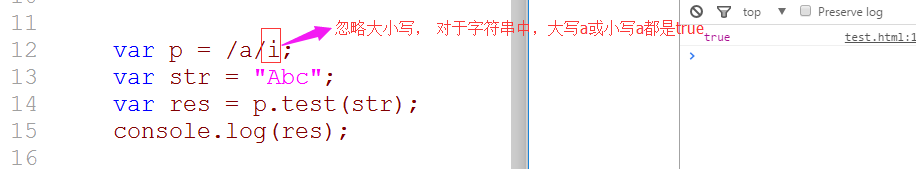 11
12 var p = /a/i;
忽略大小写， 对于字符串中，大写a或小写a都是true
13 var str = "Abc";
14 var res = p.test(str);
15 console.log(res);
16
top Preserve log
true test.html:1